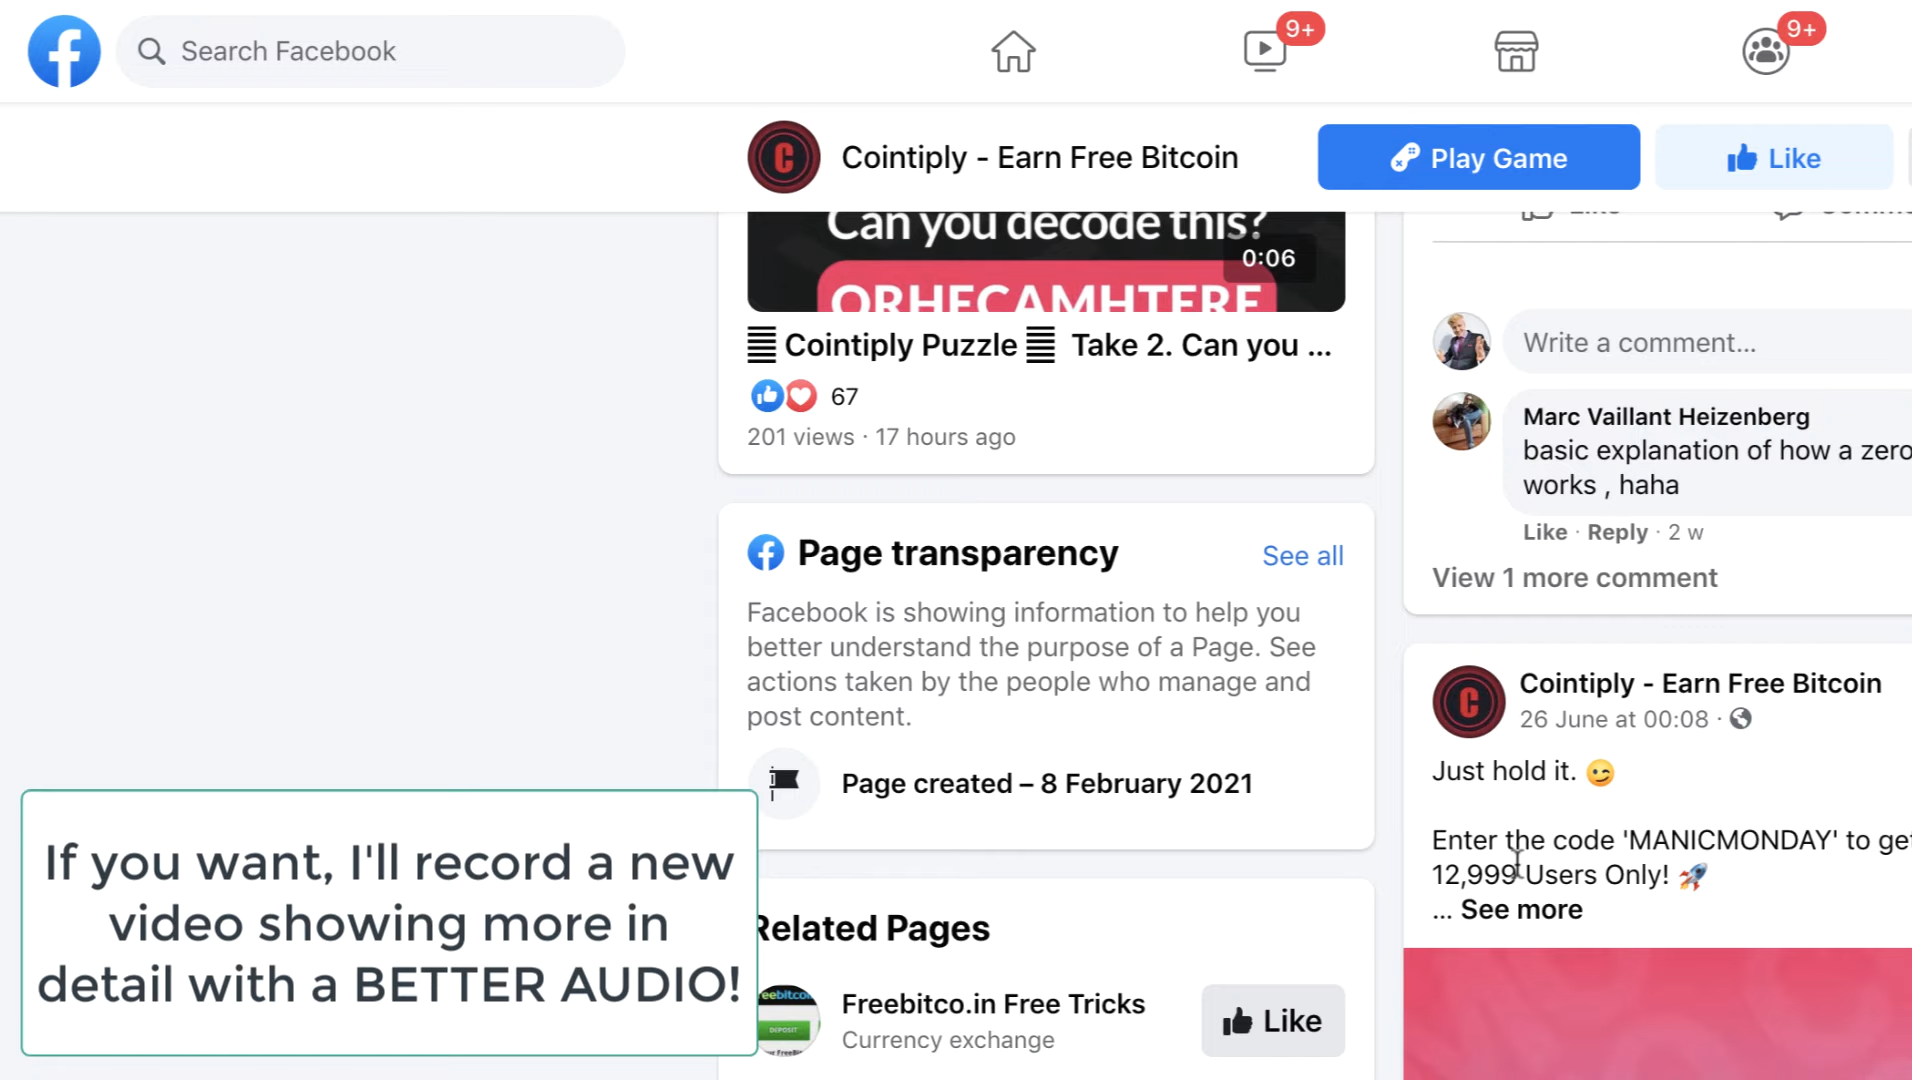 Search Facebook
9+
9+
Cointiply - Earn Free Bitcoin
Play Game
Like
Can you decode this?
0:06
ORHECAMHTERE
Cointiply Puzzle Take 2. Can you ...
67
201 views · 17 hours ago
Page transparency
See all
Facebook is showing information to help you
better understand the purpose of a Page. See
actions taken by the people who manage and
post content.
Page created – 8 February 2021
Related Pages
Freebitco.in Free Tricks
Currency exchange
DEPOSIT
Like
Write a comment...
Marc Vaillant Heizenberg
basic explanation of how a zero
works , haha
Like · Reply · 2 w
View 1 more comment
Cointiply - Earn Free Bitcoin
26 June at 00:08 ·
Just hold it. 😉
Enter the code 'MANICMONDAY' to get
12,999 Users Only! 🚀
... See more
If you want, I'll record a new
video showing more in
detail with a BETTER AUDIO!